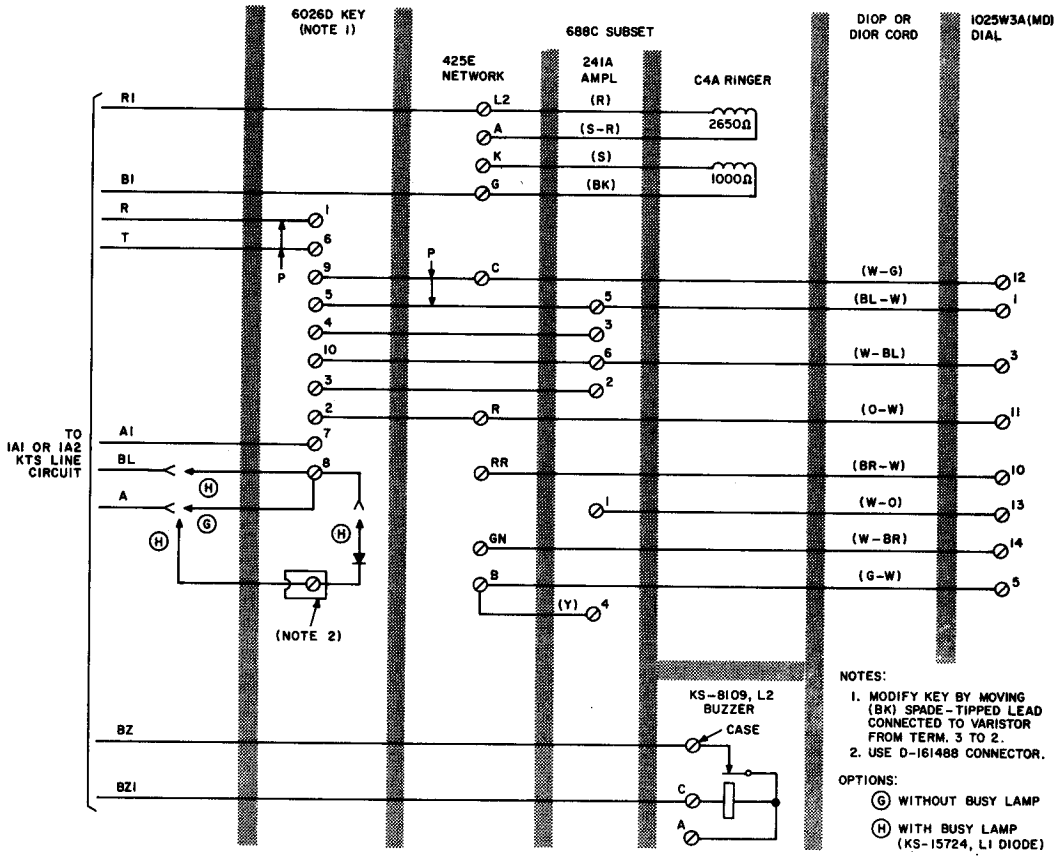 6026D KEY
(NOTE 1)
688C SUBSET
DIOP OR
DIOR CORD
1025W3A(MD)
DIAL
425E
NETWORK
241A
AMPL
C4A RINGER
R1
L2
(R)
2650Ω
A
(S-R)
K
(S)
1000Ω
B1
G
(BK)
R
1
T
6
P
P
9
C
(W-G)
12
5
5
(BL-W)
1
4
3
10
6
(W-BL)
3
3
2
2
R
(O-W)
11
TO
1A1 OR 1A2
KTS LINE
CIRCUIT
A1
7
BL
8
H
RR
(BR-W)
10
A
G
H
H
1
(W-O)
13
GN
(W-BR)
14
B
(G-W)
5
(Y)
4
(NOTE 2)
KS-8109, L2
BUZZER
CASE
BZ
BZ1
C
A
NOTES:
1. MODIFY KEY BY MOVING
(BK) SPADE-TIPPED LEAD
CONNECTED TO VARISTOR
FROM TERM. 3 TO 2.
2. USE D-161488 CONNECTOR.
OPTIONS:
G WITHOUT BUSY LAMP
H WITH BUSY LAMP
(KS-15724, L1 DIODE)